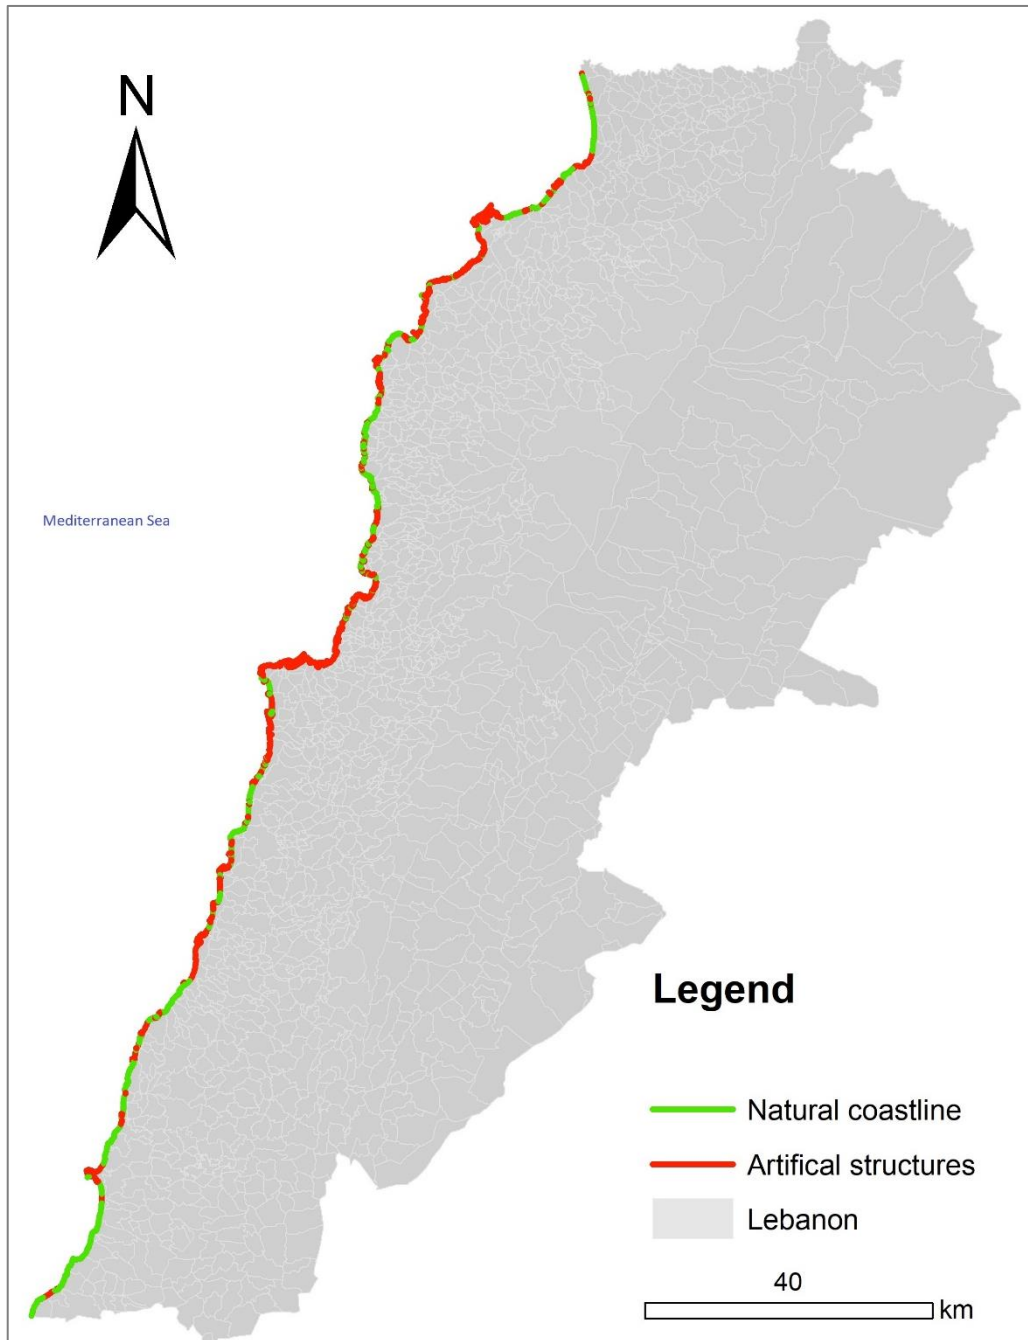 N
Mediterranean Sea
Legend
Natural coastline
Artifical structures
Lebanon
40
km